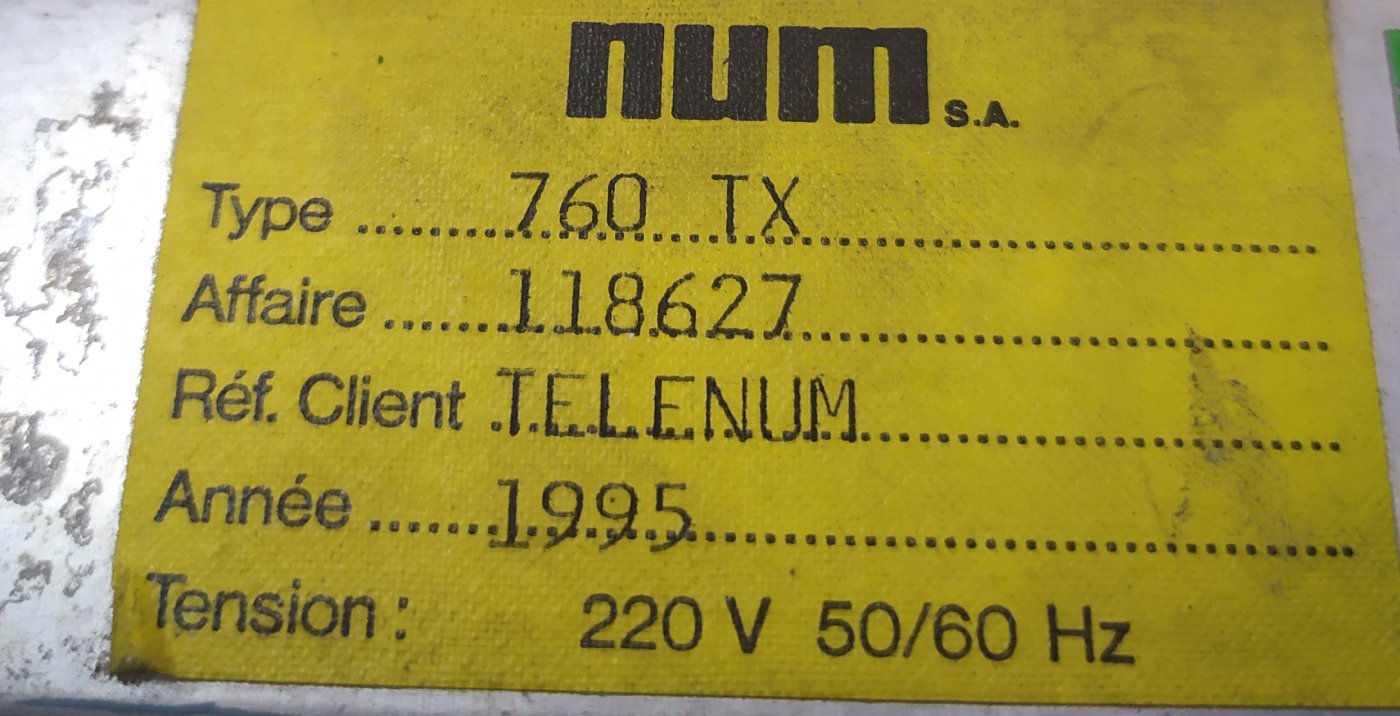 num S.A.
Type ..... 760 TX
Affaire ..... 118627
Réf. Client TELENUM
Année ..... 1995
Tension : 220 V 50/60 Hz